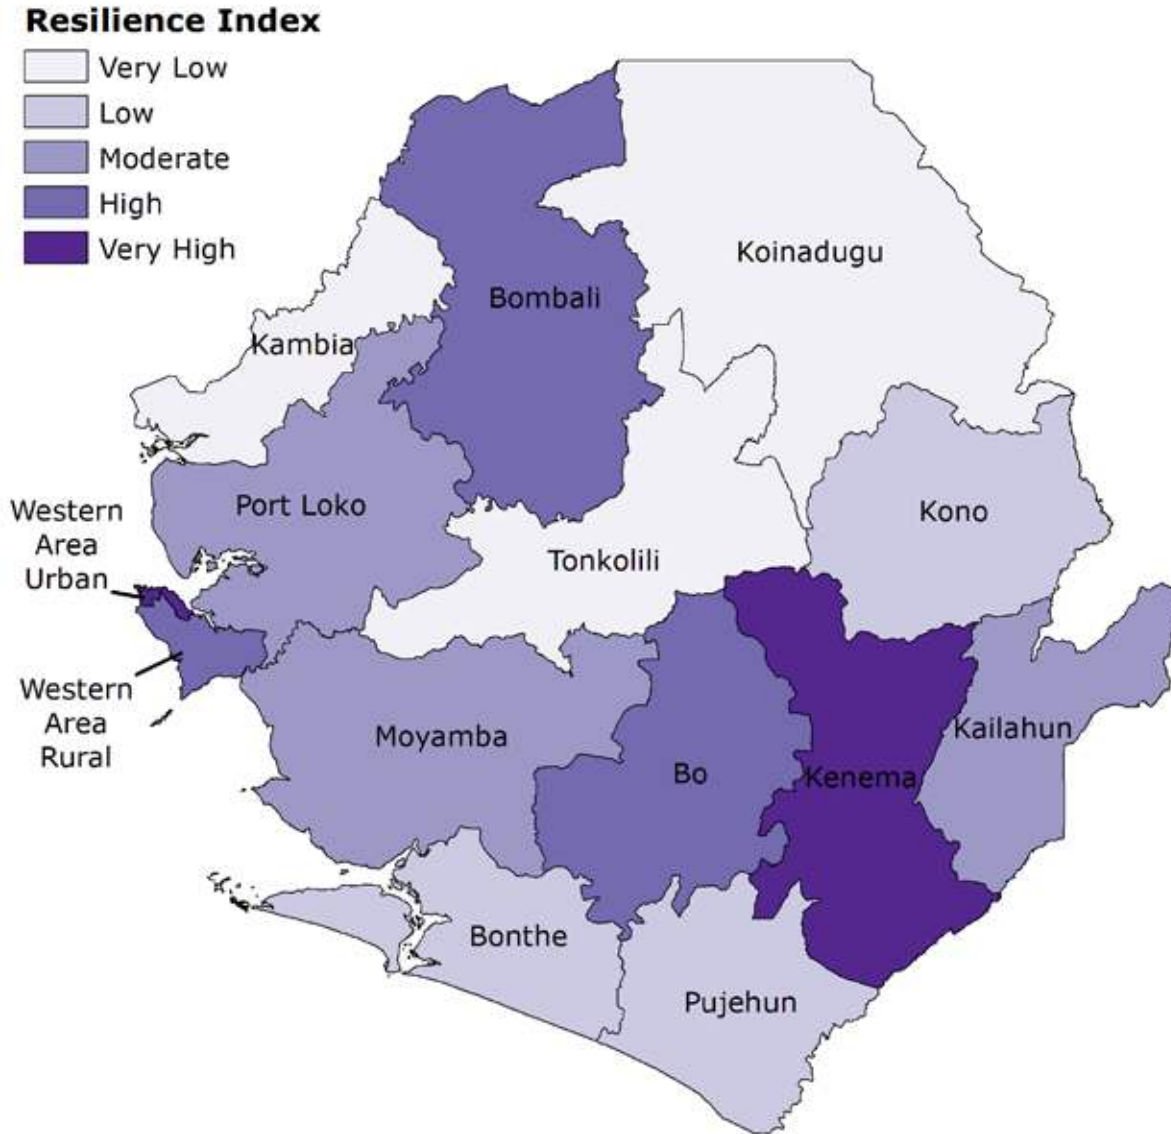 Resilience Index
Very Low
Low
Moderate
High
Very High
Koinadugu
Bombali
Kambia
Port Loko
Kono
Western
Area
Urban
Tonkolili
Western
Area
Rural
Moyamba
Kailahun
Bo
Kenema
Bonthe
Pujehun